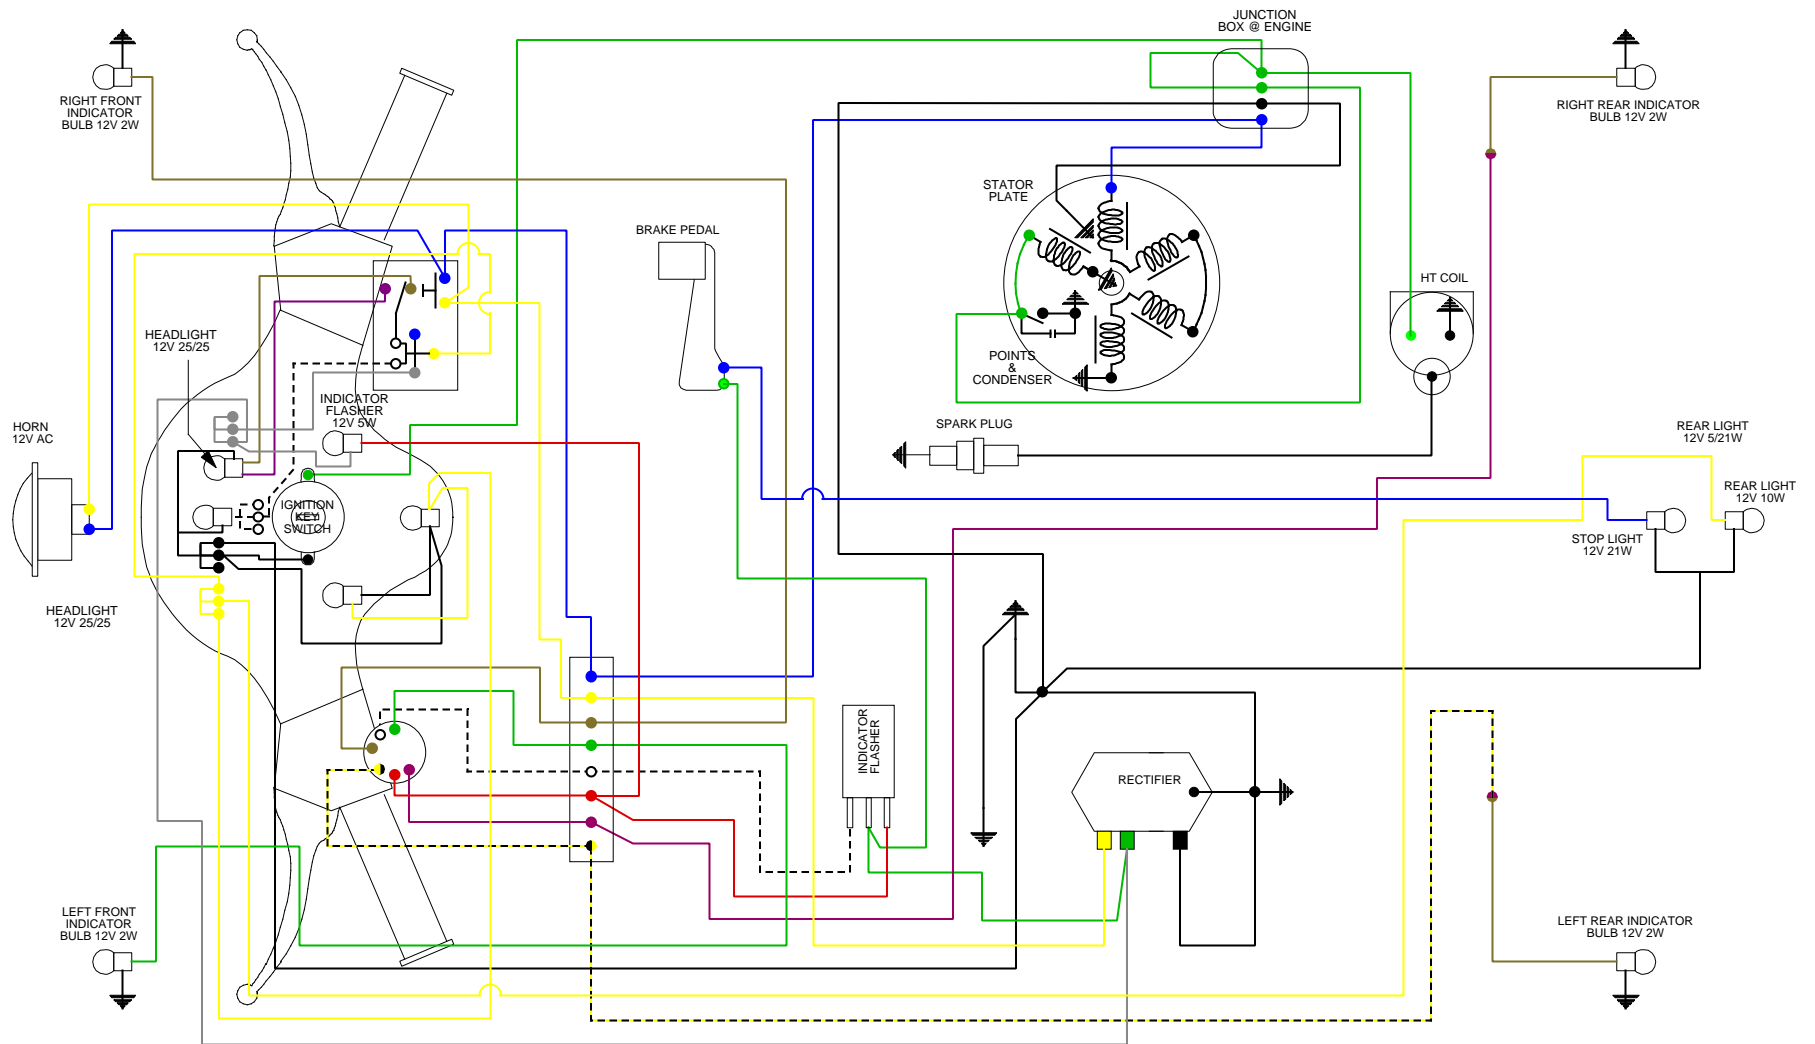 JUNCTION
BOX @ ENGINE
RIGHT FRONT
INDICATOR
BULB 12V 2W
RIGHT REAR INDICATOR
BULB 12V 2W
STATOR
PLATE
BRAKE PEDAL
HT COIL
HEADLIGHT
12V 25/25
POINTS
&
CONDENSER
INDICATOR
FLASHER
12V 5W
HORN
12V AC
SPARK PLUG
REAR LIGHT
12V 5/21W
REAR LIGHT
12V 10W
IGNITION
KEY
SWITCH
STOP LIGHT
12V 21W
HEADLIGHT
12V 25/25
INDICATOR
FLASHER
RECTIFIER
LEFT FRONT
INDICATOR
BULB 12V 2W
LEFT REAR INDICATOR
BULB 12V 2W